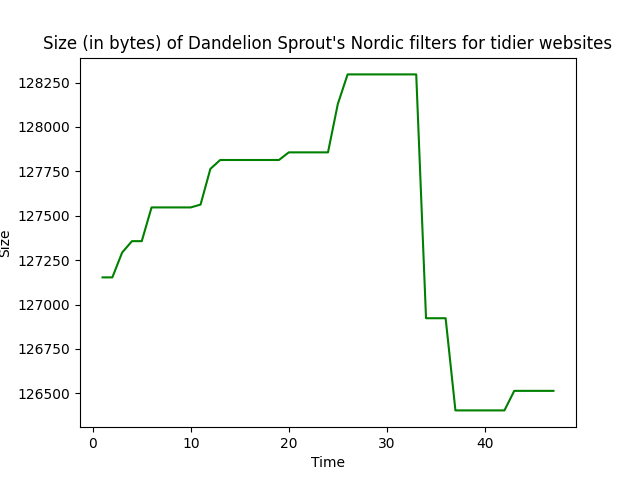 Size (in bytes) of Dandelion Sprout's Nordic filters for tidier websites
128250
128000
127750
127500
127250
127000
126750
126500
Size
0 10 20 30 40
Time